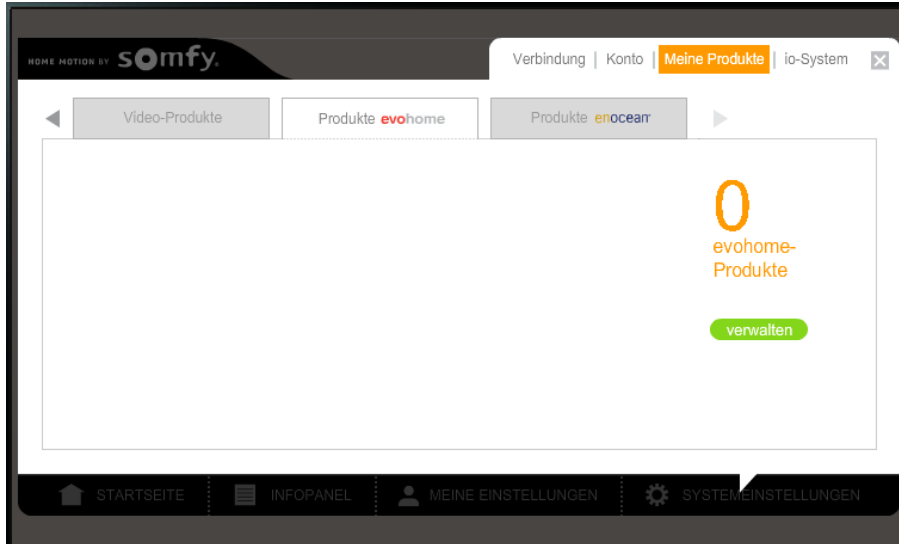 HOME MOTION BY somfy.
Verbindung | Konto | Meine Produkte | io-System
Video-Produkte
Produkte evohome
Produkte enocean
0
evohome-
Produkte
verwalten
STARTSEITE
INFOPANEL
MEINE EINSTELLUNGEN
SYSTEMEINSTELLUNGEN